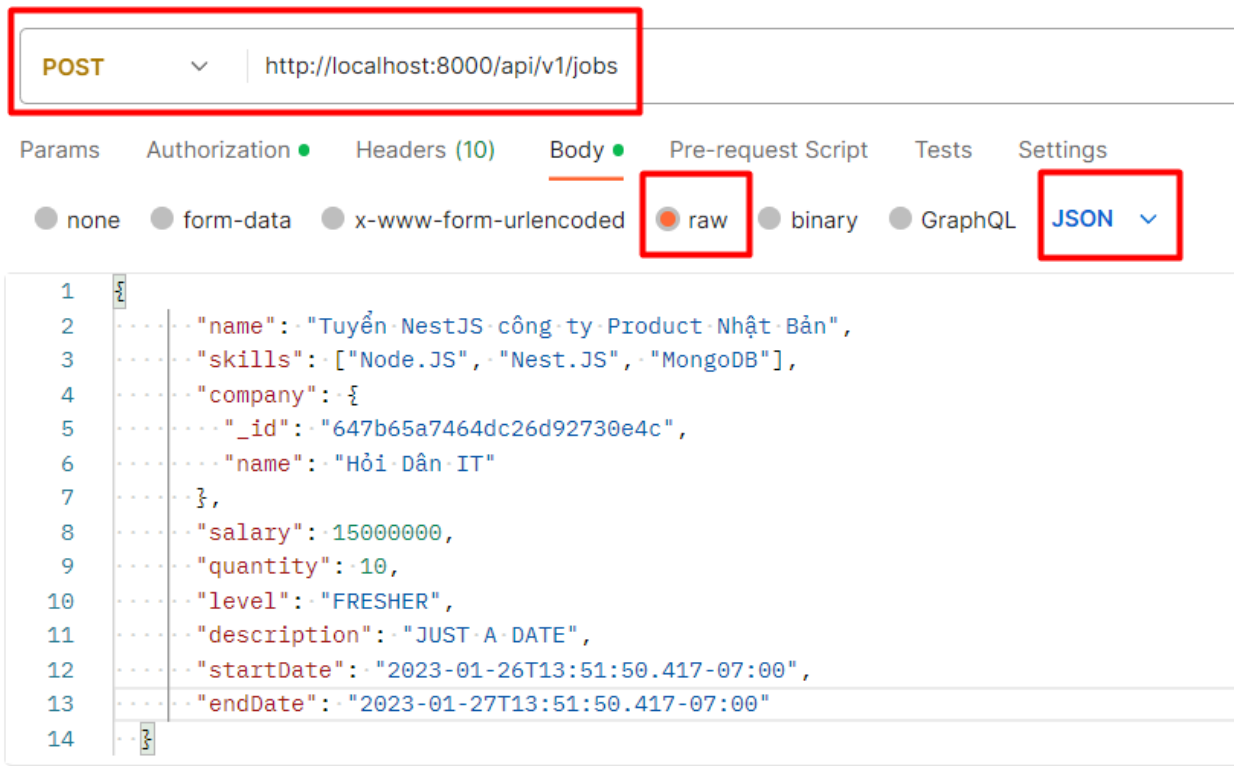 POST http://localhost:8000/api/v1/jobs
Params Authorization Headers (10) Body Pre-request Script Tests Settings
none form-data x-www-form-urlencoded raw binary GraphQL JSON
1 {
2 "name": "Tuyển NestJS công ty Product Nhật Bản",
3 "skills": ["Node.JS", "Nest.JS", "MongoDB"],
4 "company": {
5 "_id": "647b65a7464dc26d92730e4c",
6 "name": "Hỏi Dân IT"
7 },
8 "salary": 15000000,
9 "quantity": 10,
10 "level": "FRESHER",
11 "description": "JUST A DATE",
12 "startDate": "2023-01-26T13:51:50.417-07:00",
13 "endDate": "2023-01-27T13:51:50.417-07:00"
14 }